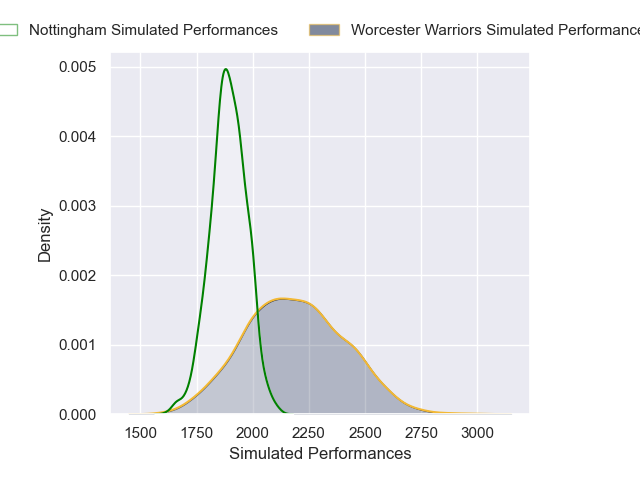 Nottingham Simulated Performances
Worcester Warriors Simulated Performance
0.005
0.004
0.003
0.002
0.001
0.000
Density
1500 1750 2000 2250 2500 2750 3000
Simulated Performances